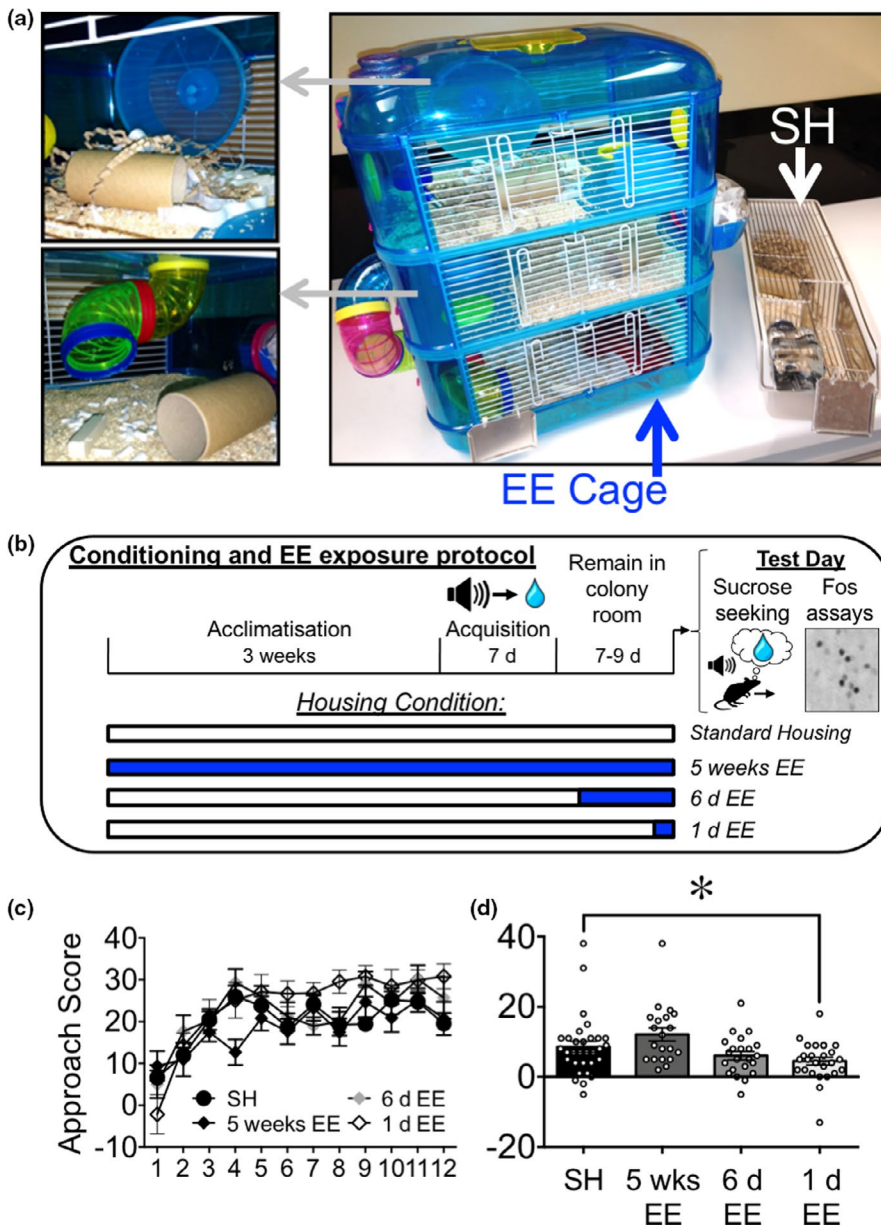 (a)
SH
EE Cage
(b)
Conditioning and EE exposure protocol
Remain in
colony
room
Test Day
Sucrose
seeking
Fos
assays
Acclimatisation
3 weeks
Acquisition
7 d
7-9 d
Housing Condition:
Standard Housing
5 weeks EE
6 d EE
1 d EE
(c)
Approach Score
40
30
20
10
0
-10
SH
6 d EE
5 weeks EE
1 d EE
1 2 3 4 5 6 7 8 9 10 11 12
(d)
*
40
20
0
-20
SH
5 wks
EE
6 d
EE
1 d
EE